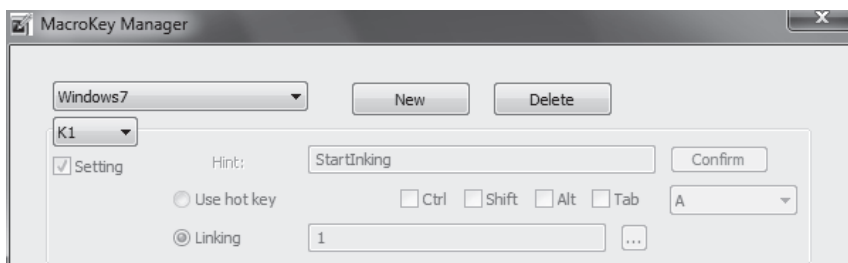 MacroKey Manager
Windows7 New Delete
K1
Setting Hint: StartInking Confirm
Use hot key Ctrl Shift Alt Tab A
Linking 1 ...